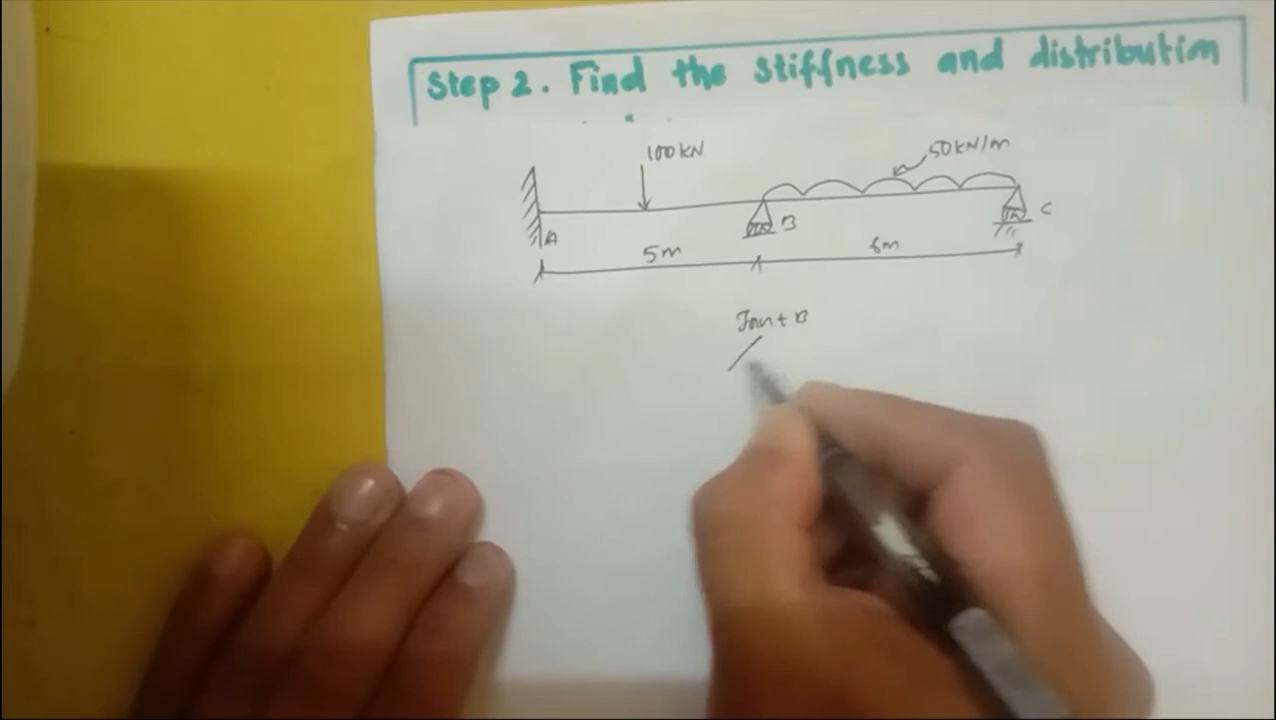 Step 2. Find the stiffness and distribution
100 KN
50 kN/m
A
B
C
5m
6m
Joint B